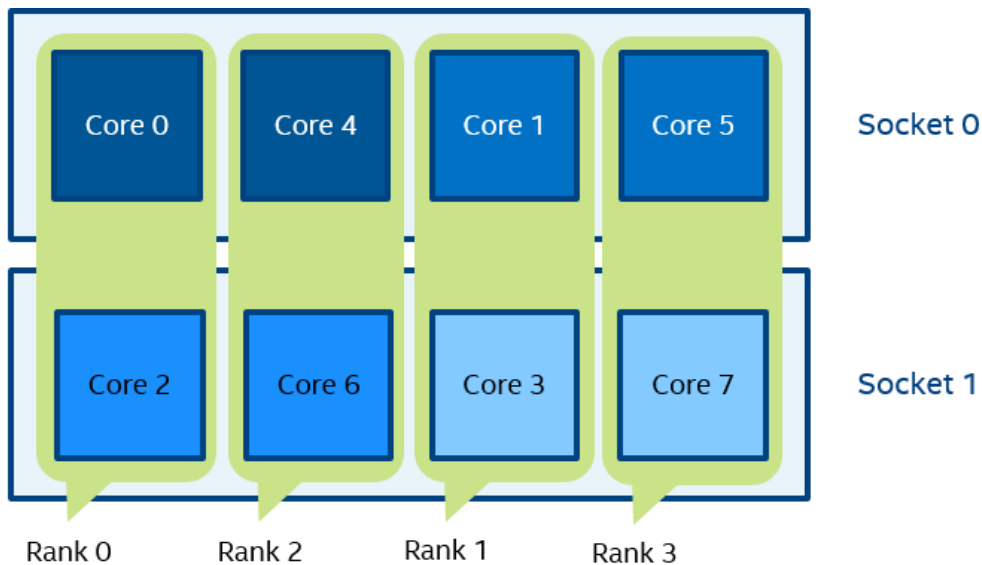 Core 0
Core 4
Core 1
Core 5
Socket 0
Core 2
Core 6
Core 3
Core 7
Socket 1
Rank 0
Rank 2
Rank 1
Rank 3